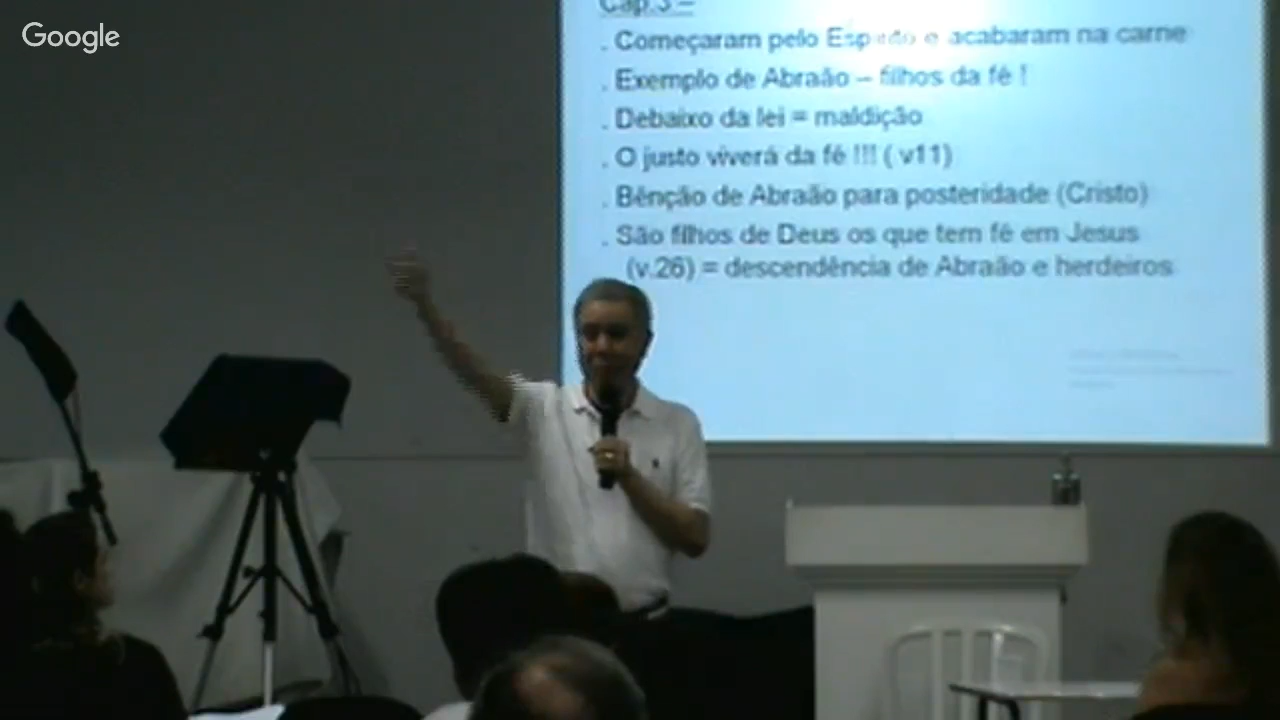 Google
Cap.3 –
. Começaram pelo Espírito e acabaram na carne
. Exemplo de Abraão – filhos da fé !
. Debaixo da lei = maldição
. O justo viverá da fé !!! ( v11)
. Bênção de Abraão para posteridade (Cristo)
. São filhos de Deus os que tem fé em Jesus
(v.26) = descendência de Abraão e herdeiros